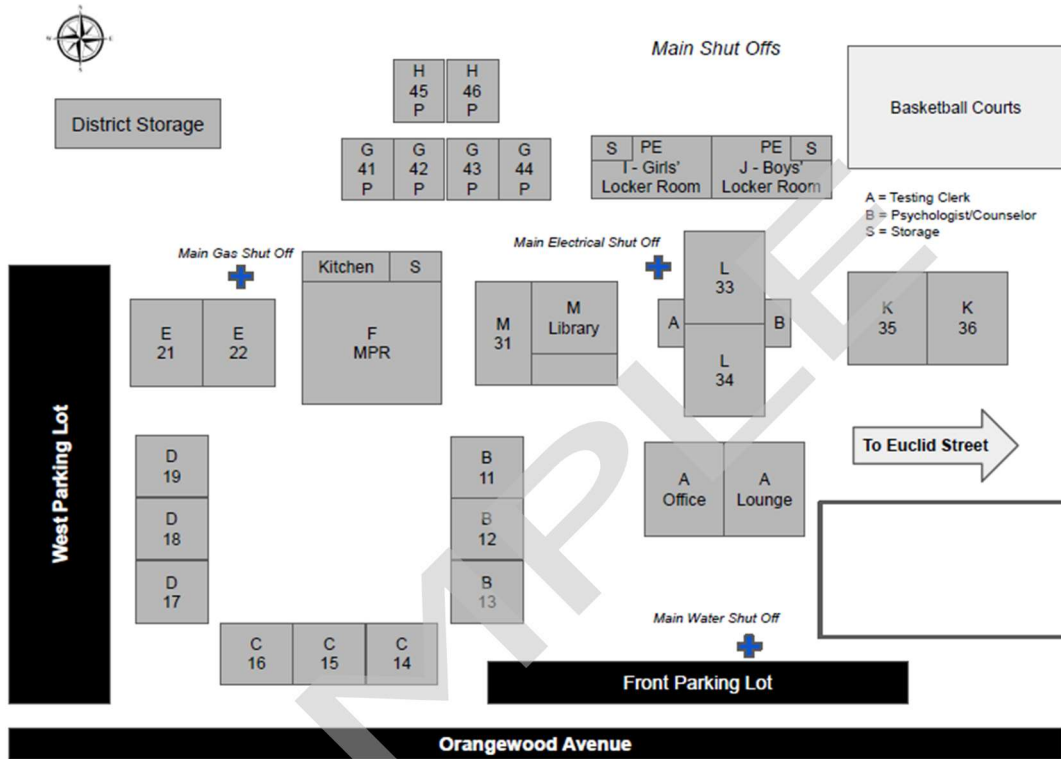 Main Shut Offs
H
45
P
H
46
P
Basketball Courts
District Storage
G
41
P
G
42
P
G
43
P
G
44
P
S PE
I - Girls'
Locker Room
PE S
J - Boys'
Locker Room
A = Testing Clerk
B = Psychologist/Counselor
S = Storage
Main Gas Shut Off
Main Electrical Shut Off
Kitchen
S
E
21
E
22
F
MPR
M
31
M
Library
L
33
A
B
L
34
K
35
K
36
To Euclid Street
West Parking Lot
D
19
D
18
D
17
B
11
B
12
B
13
A
Office
A
Lounge
C
16
C
15
C
14
Main Water Shut Off
Front Parking Lot
Orangewood Avenue
MPLE